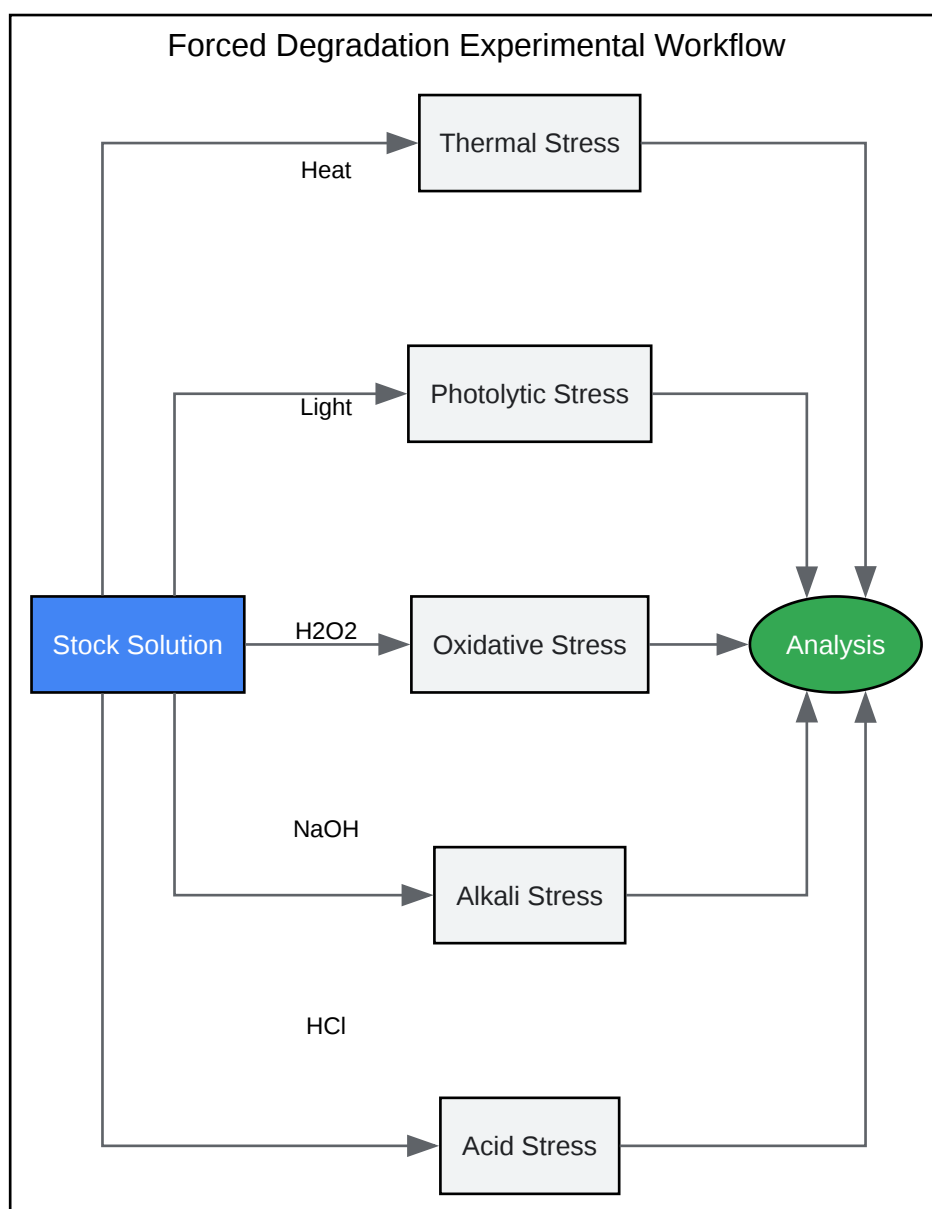 Forced Degradation Experimental Workflow
Thermal Stress
Heat
Photolytic Stress
Light
Stock Solution
H2O2
Oxidative Stress
Analysis
NaOH
Alkali Stress
HCl
Acid Stress